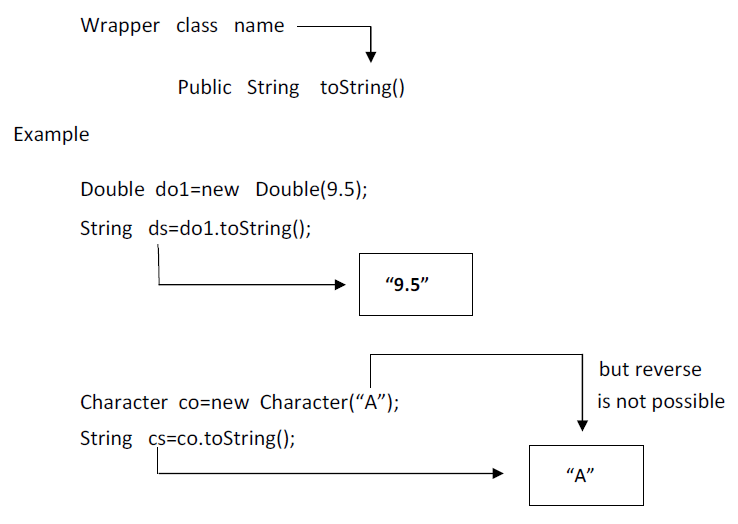 Wrapper class name
Public String toString()
Example
Double do1=new Double(9.5);
String ds=do1.toString();
“9.5”
but reverse
is not possible
Character co=new Character(“A”);
String cs=co.toString();
“A”